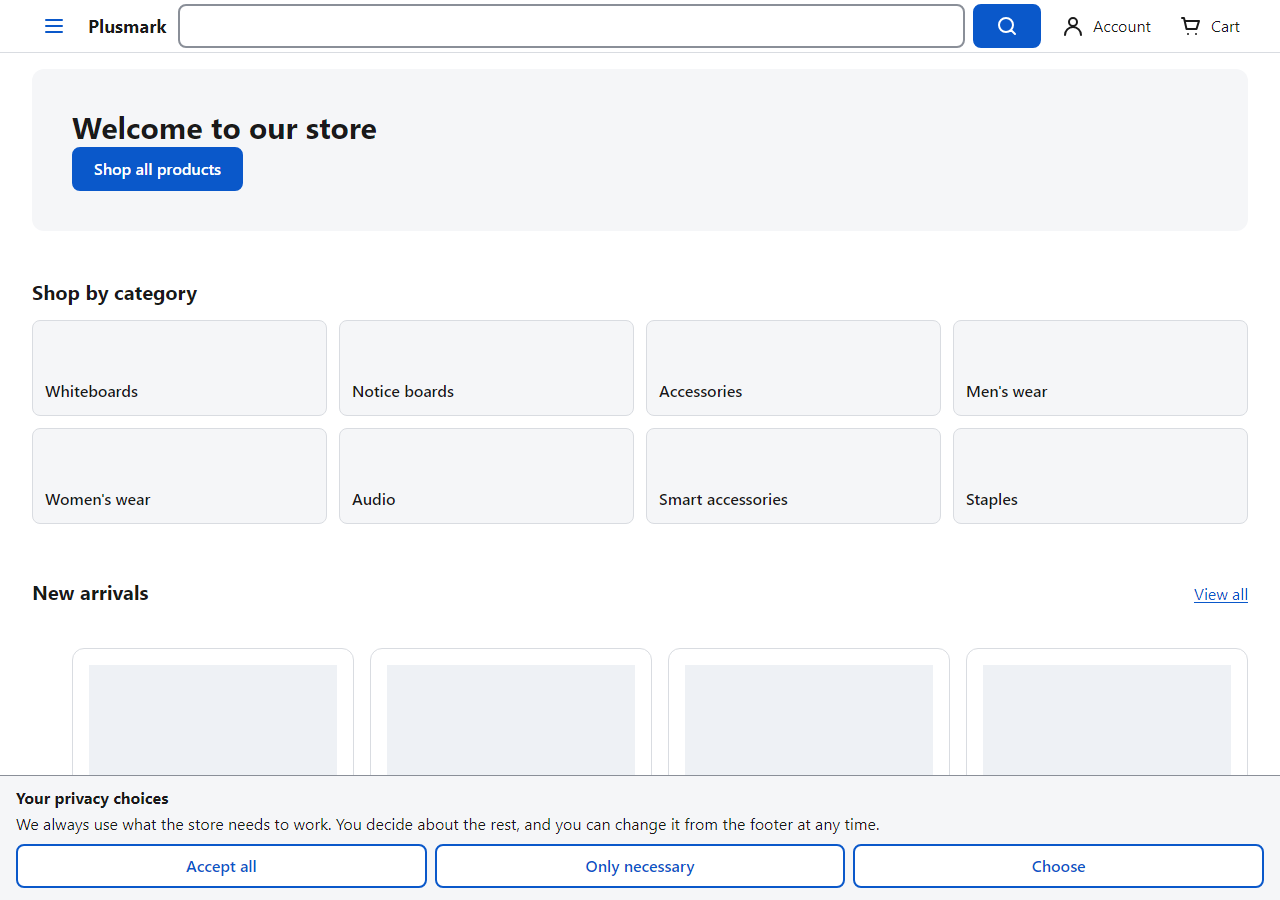 Plusmark
Account
Cart
Welcome to our store
Shop all products
Shop by category
Whiteboards
Notice boards
Accessories
Men's wear
Women's wear
Audio
Smart accessories
Staples
New arrivals
View all
Your privacy choices
We always use what the store needs to work. You decide about the rest, and you can change it from the footer at any time.
Accept all
Only necessary
Choose